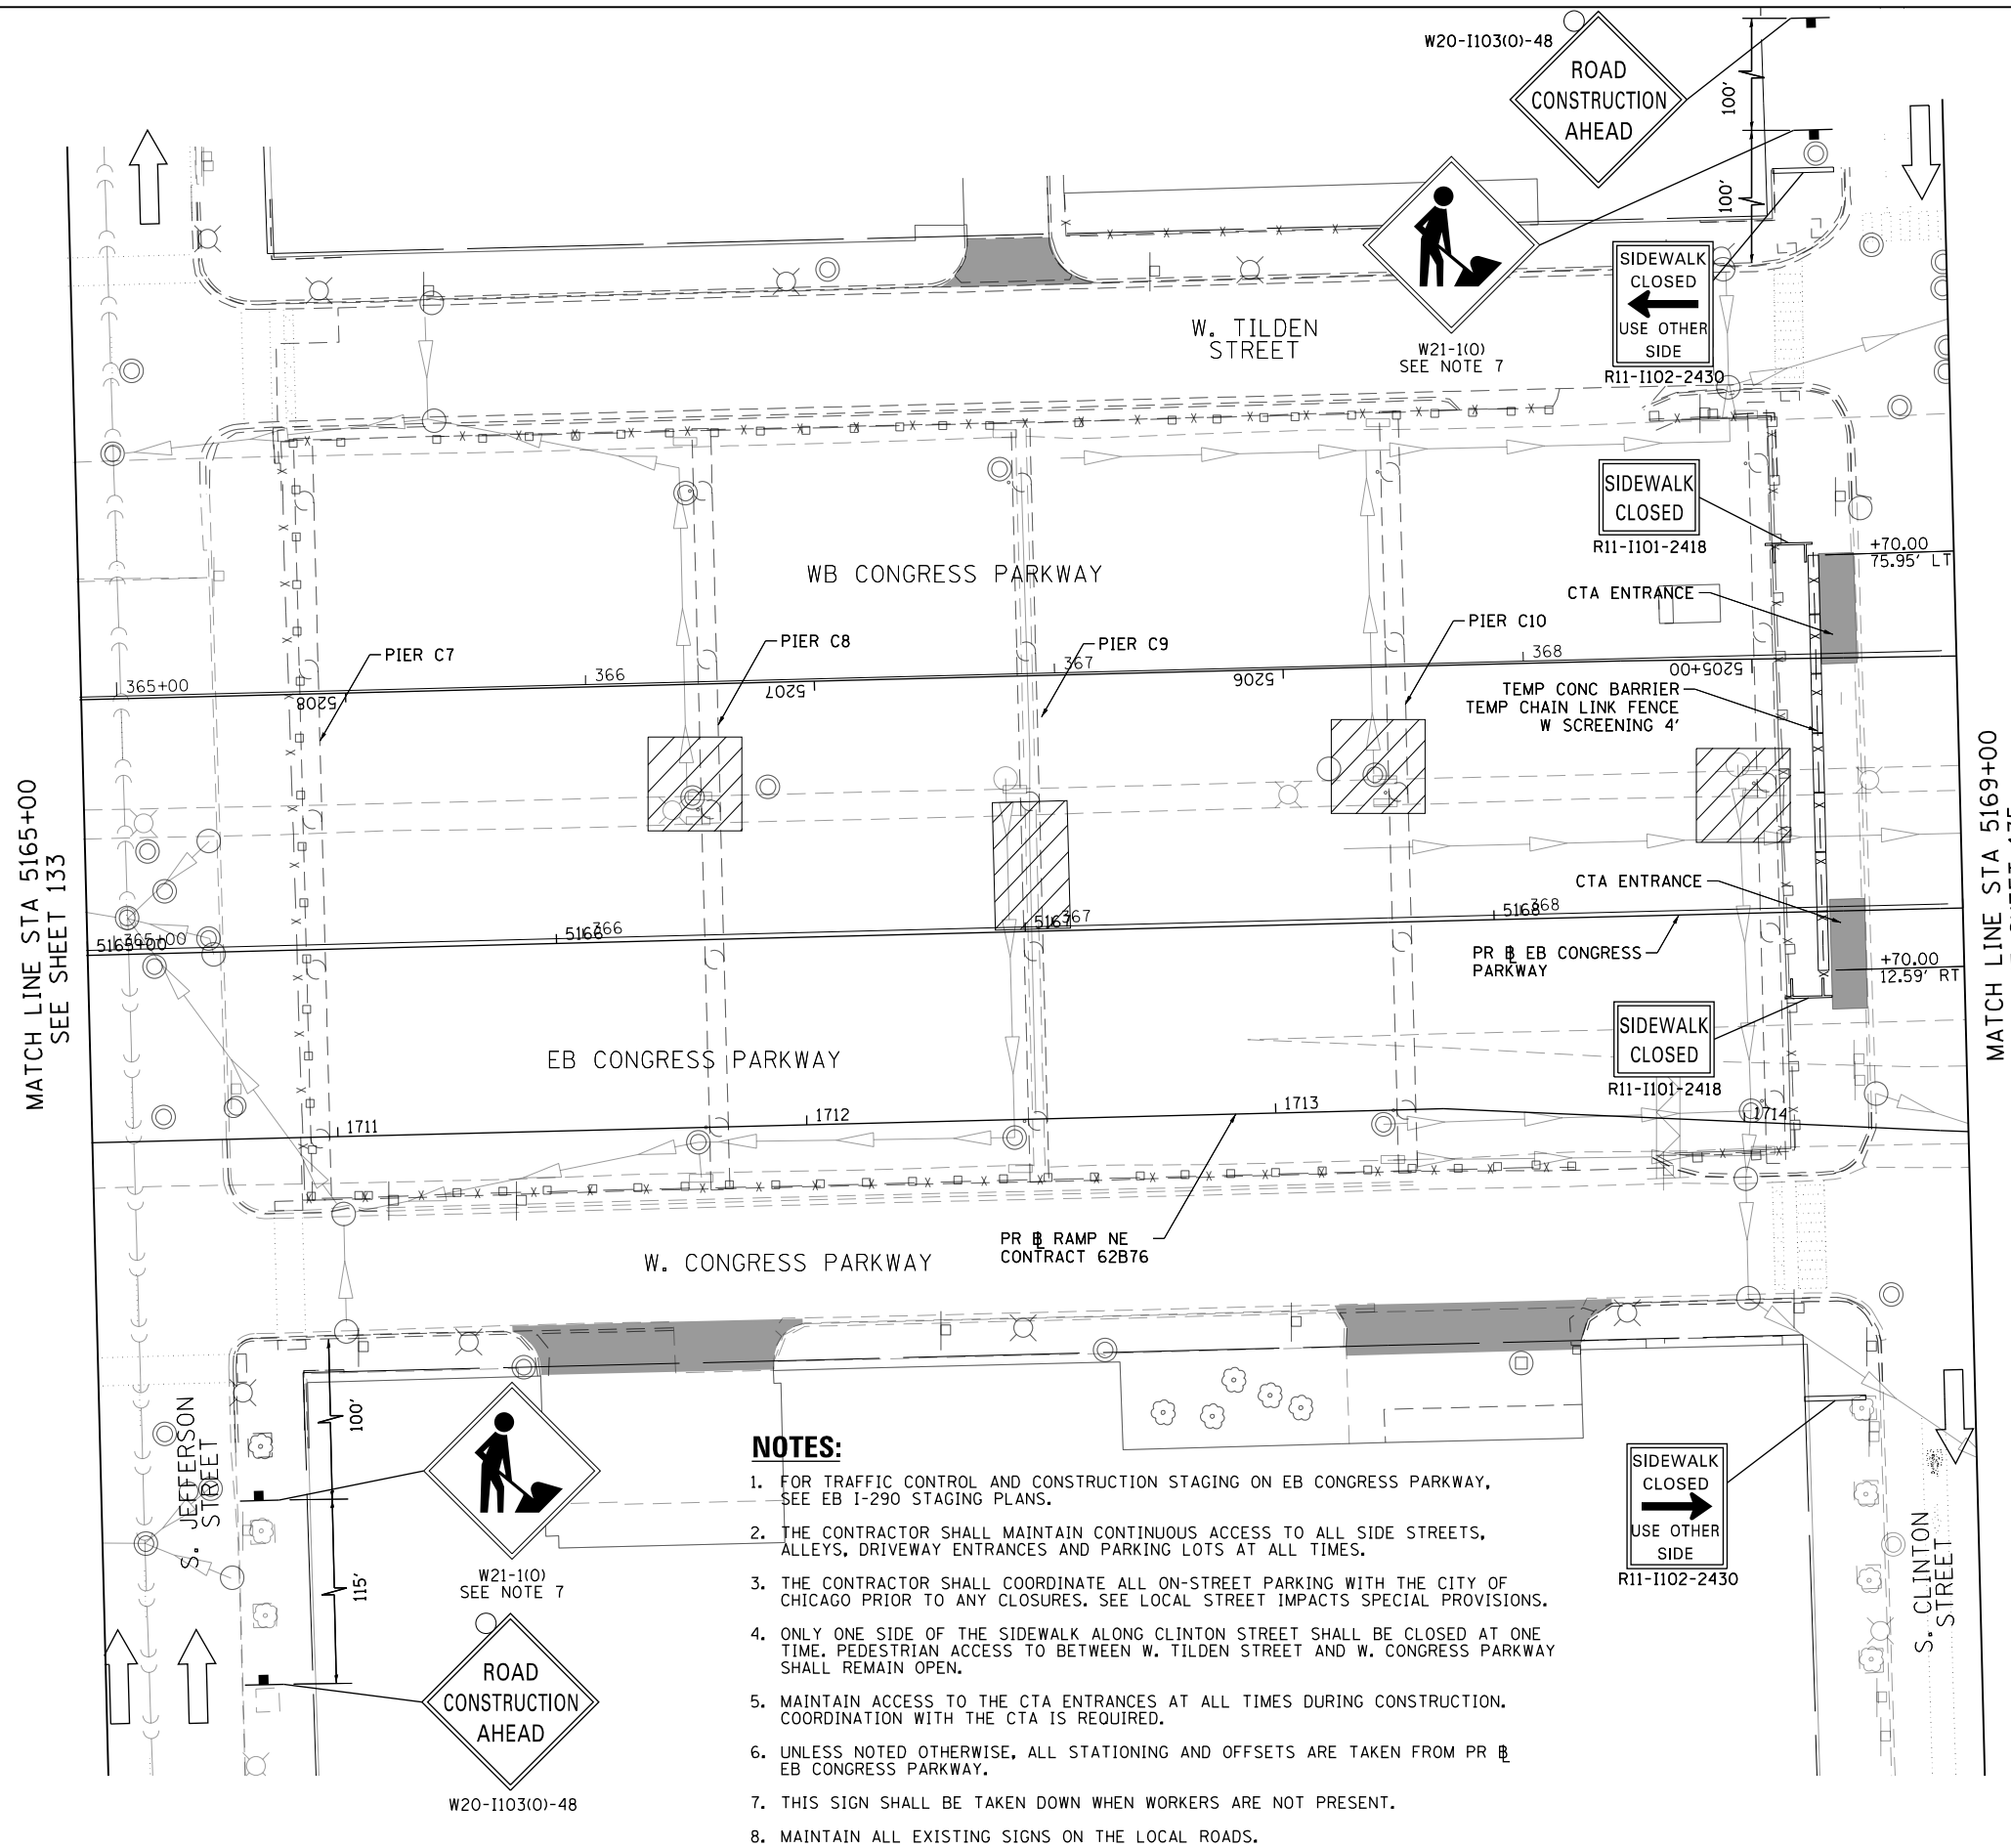 W20-I103(O)-48
ROAD
CONSTRUCTION
AHEAD
100'
100'
SIDEWALK
CLOSED
USE OTHER
SIDE
R11-I102-2430
W. TILDEN
STREET
W21-1(O)
SEE NOTE 7
SIDEWALK
CLOSED
R11-I101-2418
+70.00
75.95' LT
WB CONGRESS PARKWAY
CTA ENTRANCE
PIER C7
PIER C8
PIER C9
PIER C10
365+00
366
367
368
5208
5207
5206
5205+00
TEMP CONC BARRIER
TEMP CHAIN LINK FENCE
W SCREENING 4'
MATCH LINE STA 5165+00
SEE SHEET 133
MATCH LINE STA 5169+00
CTA ENTRANCE
5165+00
365+00
5166
366
5167
367
5168
368
PR BL EB CONGRESS
PARKWAY
+70.00
12.59' RT
SIDEWALK
CLOSED
R11-I101-2418
EB CONGRESS PARKWAY
1711
1712
1713
1714
PR BL RAMP NE
CONTRACT 62B76
W. CONGRESS PARKWAY
100'
115'
S. JEFFERSON
STREET
W21-1(O)
SEE NOTE 7
ROAD
CONSTRUCTION
AHEAD
W20-I103(O)-48
SIDEWALK
CLOSED
USE OTHER
SIDE
R11-I102-2430
S. CLINTON
STREET
NOTES:
1. FOR TRAFFIC CONTROL AND CONSTRUCTION STAGING ON EB CONGRESS PARKWAY,
SEE EB I-290 STAGING PLANS.
2. THE CONTRACTOR SHALL MAINTAIN CONTINUOUS ACCESS TO ALL SIDE STREETS,
ALLEYS, DRIVEWAY ENTRANCES AND PARKING LOTS AT ALL TIMES.
3. THE CONTRACTOR SHALL COORDINATE ALL ON-STREET PARKING WITH THE CITY OF
CHICAGO PRIOR TO ANY CLOSURES. SEE LOCAL STREET IMPACTS SPECIAL PROVISIONS.
4. ONLY ONE SIDE OF THE SIDEWALK ALONG CLINTON STREET SHALL BE CLOSED AT ONE
TIME. PEDESTRIAN ACCESS TO BETWEEN W. TILDEN STREET AND W. CONGRESS PARKWAY
SHALL REMAIN OPEN.
5. MAINTAIN ACCESS TO THE CTA ENTRANCES AT ALL TIMES DURING CONSTRUCTION.
COORDINATION WITH THE CTA IS REQUIRED.
6. UNLESS NOTED OTHERWISE, ALL STATIONING AND OFFSETS ARE TAKEN FROM PR BL
EB CONGRESS PARKWAY.
7. THIS SIGN SHALL BE TAKEN DOWN WHEN WORKERS ARE NOT PRESENT.
8. MAINTAIN ALL EXISTING SIGNS ON THE LOCAL ROADS.